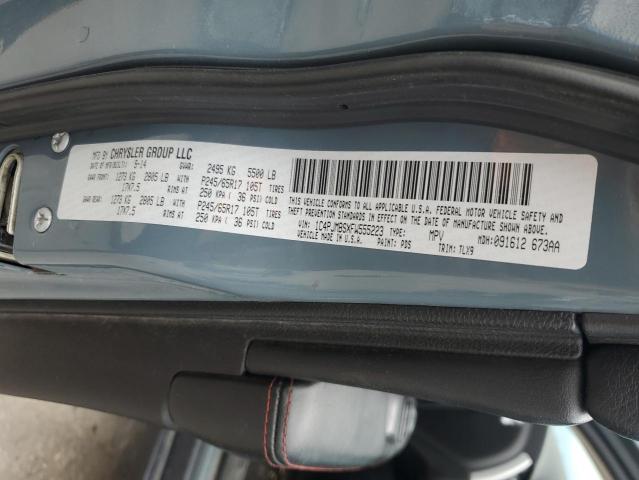 MFD BY: CHRYSLER GROUP LLC
DATE OF MFR: 5-14 GVWR: 2495 KG 5500 LB
GAWR FRONT: 1273 KG 2805 LB P245/65R17 105T TIRES
17X7.5 RIMS AT 250 KPA ( 36 PSI) COLD
GAWR REAR: 1273 KG 2805 LB P245/65R17 105T TIRES
17X7.5 RIMS AT 250 KPA ( 36 PSI) COLD
THIS VEHICLE CONFORMS TO ALL APPLICABLE U.S.A. FEDERAL MOTOR VEHICLE SAFETY AND
THEFT PREVENTION STANDARDS IN EFFECT ON THE DATE OF MANUFACTURE SHOWN ABOVE.
VIN: 1C4PJMBSXFW555223 TYPE: MPV MDH: 091612 673AA
MADE IN U.S.A. PAINT: PDS TRIM: TLX9